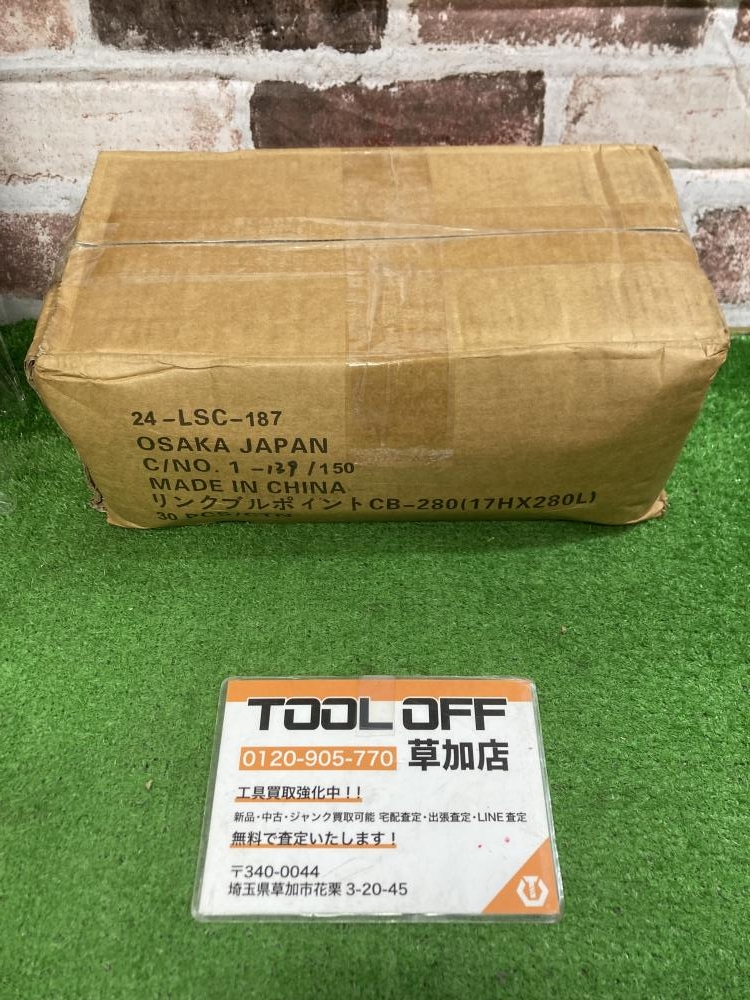 24-LSC-187
OSAKA JAPAN
C/NO. 1 -139/150
MADE IN CHINA
リンクブルポイントCB-280(17HX280L)
30 PCS/CTN
TOOL OFF
0120-905-770 草加店
工具買取強化中!!
新品・中古・ジャンク買取可能 宅配査定・出張査定・LINE査定
無料で査定いたします!
〒340-0044
埼玉県草加市花栗 3-20-45